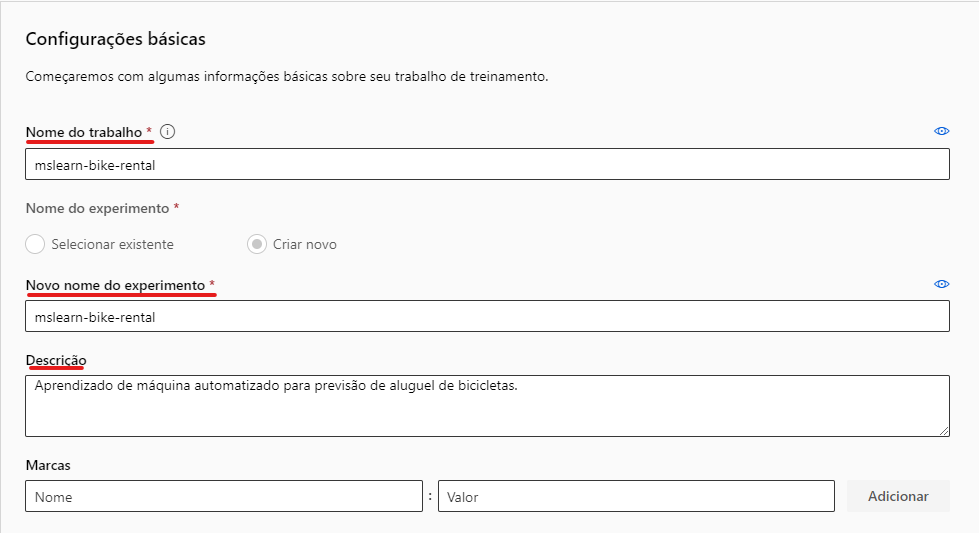 Configurações básicas
Começaremos com algumas informações básicas sobre seu trabalho de treinamento.
Nome do trabalho *
mslearn-bike-rental
Nome do experimento *
Selecionar existente Criar novo
Novo nome do experimento *
mslearn-bike-rental
Descrição
Aprendizado de máquina automatizado para previsão de aluguel de bicicletas.
Marcas
Nome : Valor Adicionar